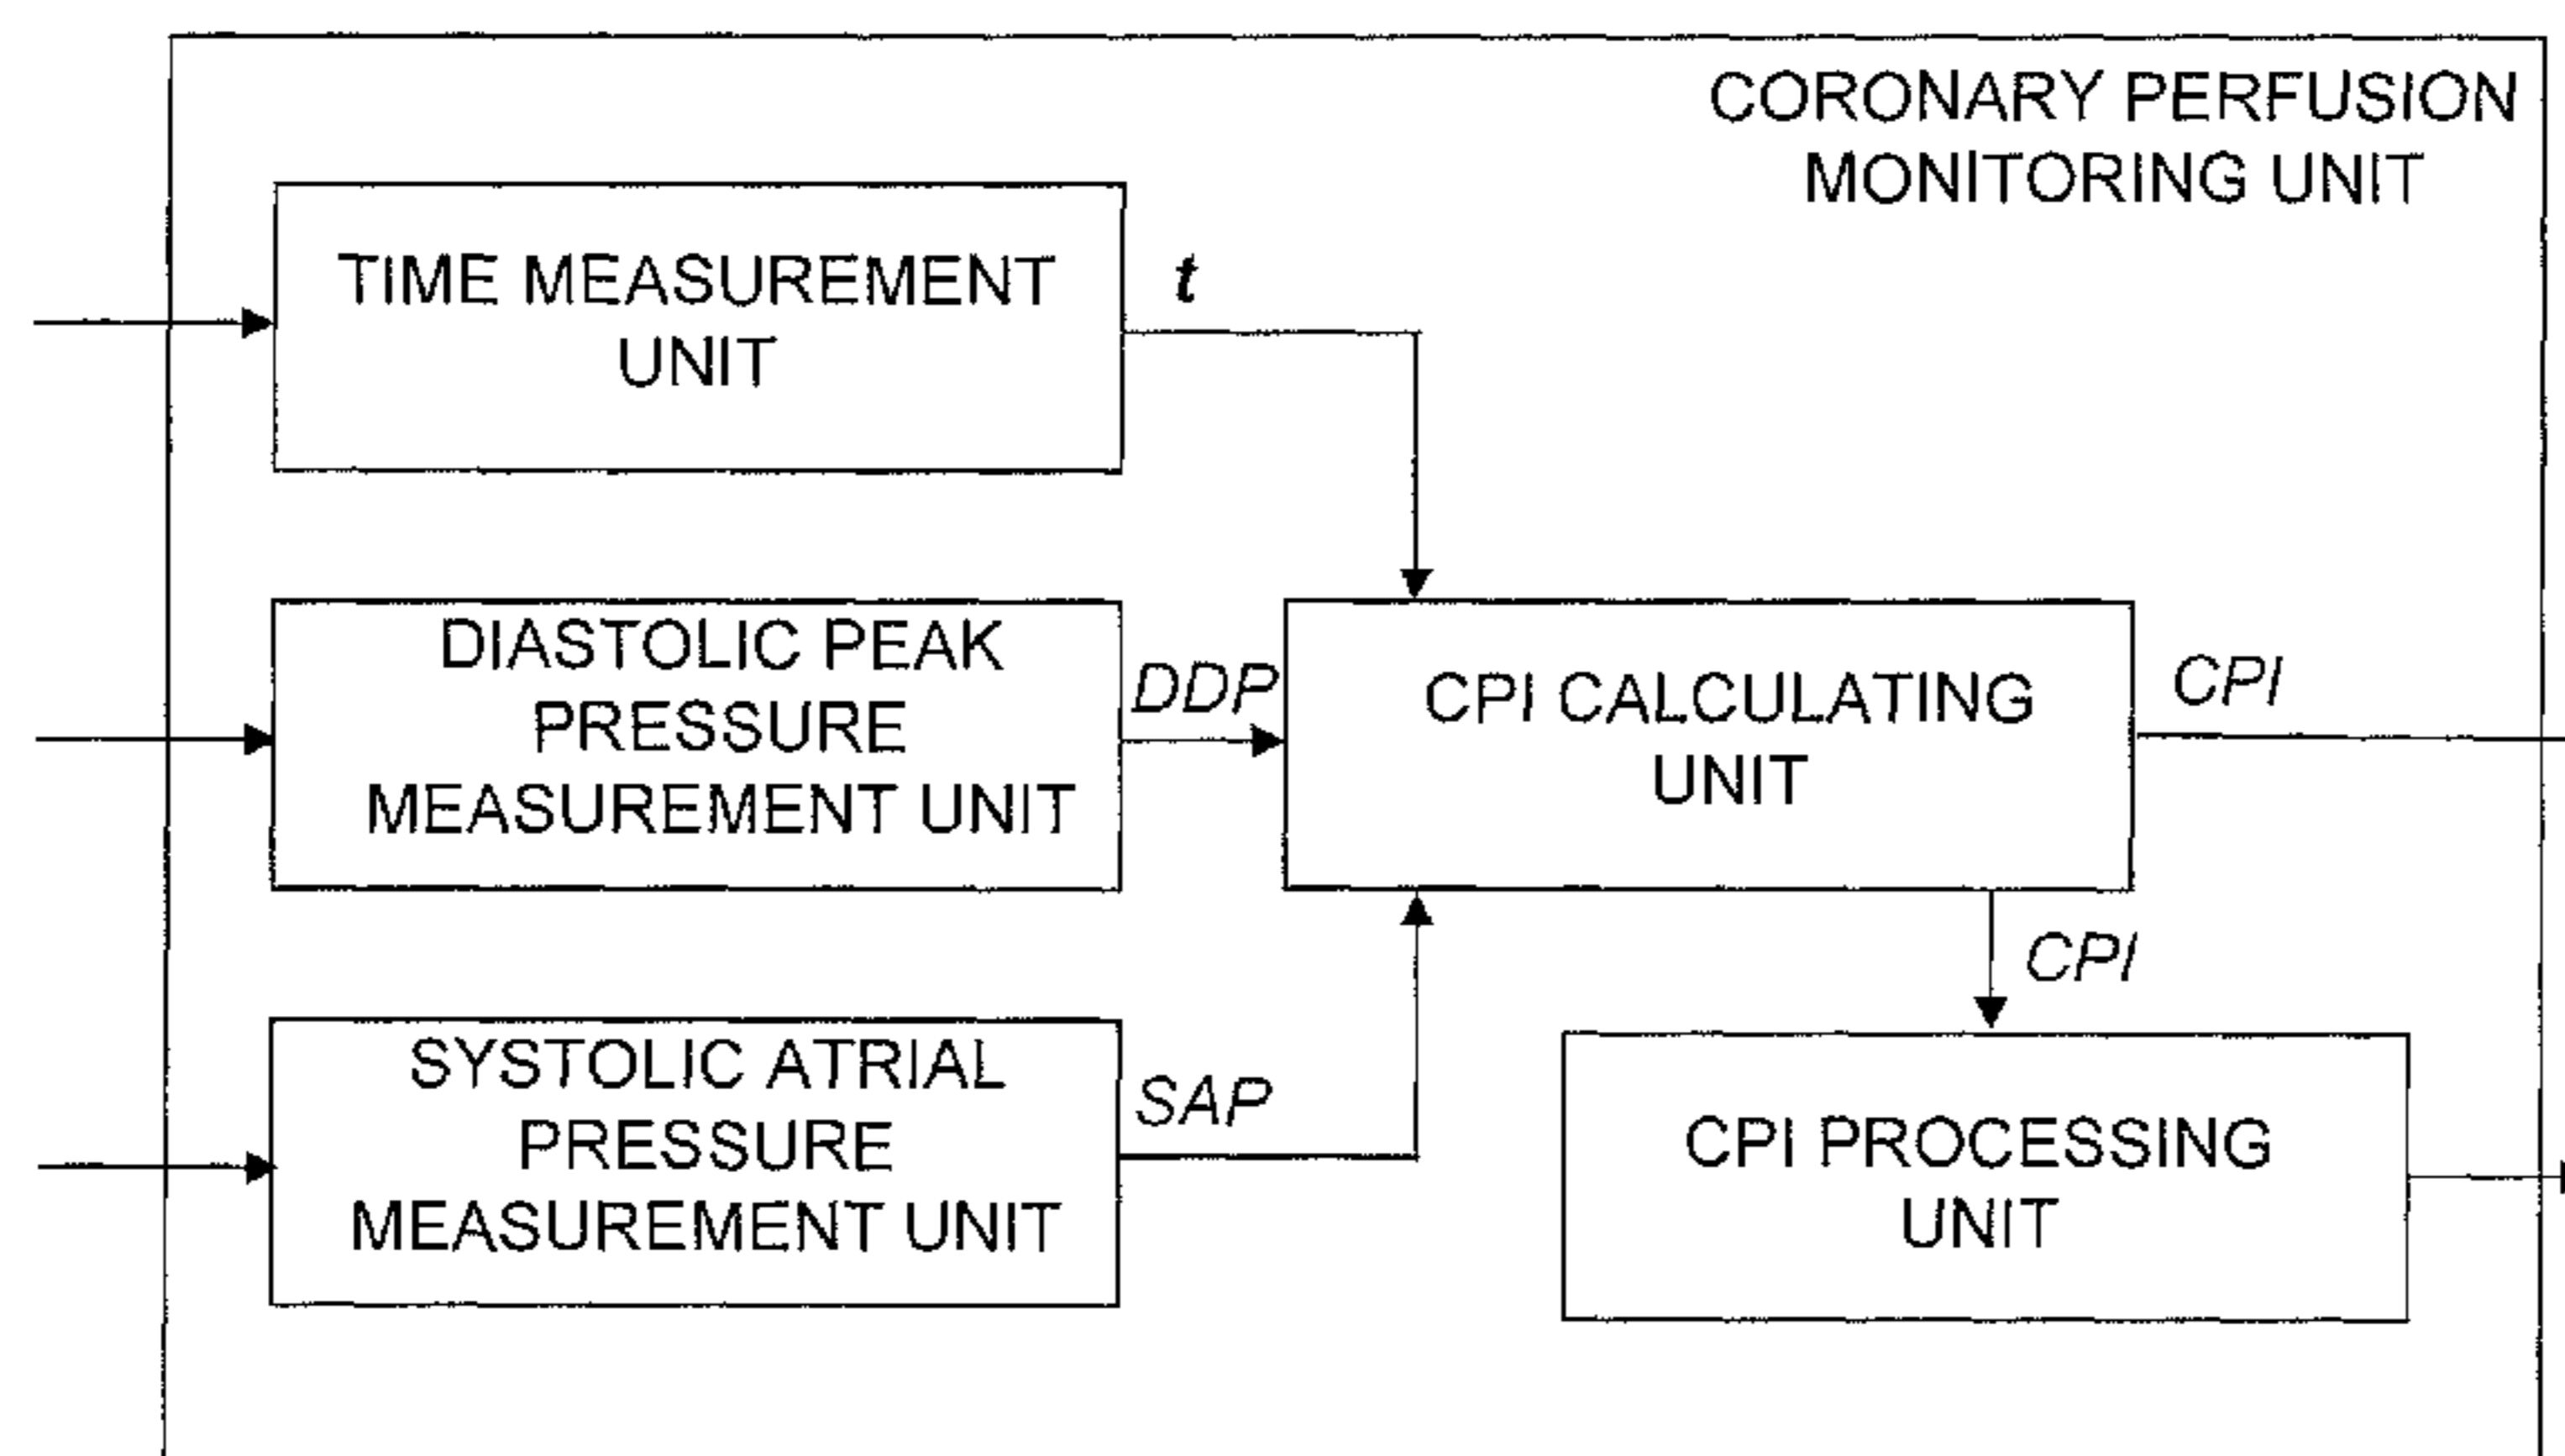 CORONARY PERFUSION
MONITORING UNIT
TIME MEASUREMENT
UNIT
t
DIASTOLIC PEAK
PRESSURE
MEASUREMENT UNIT
DDP
CPI CALCULATING
UNIT
CPI
CPI
SYSTOLIC ATRIAL
PRESSURE
MEASUREMENT UNIT
SAP
CPI PROCESSING
UNIT